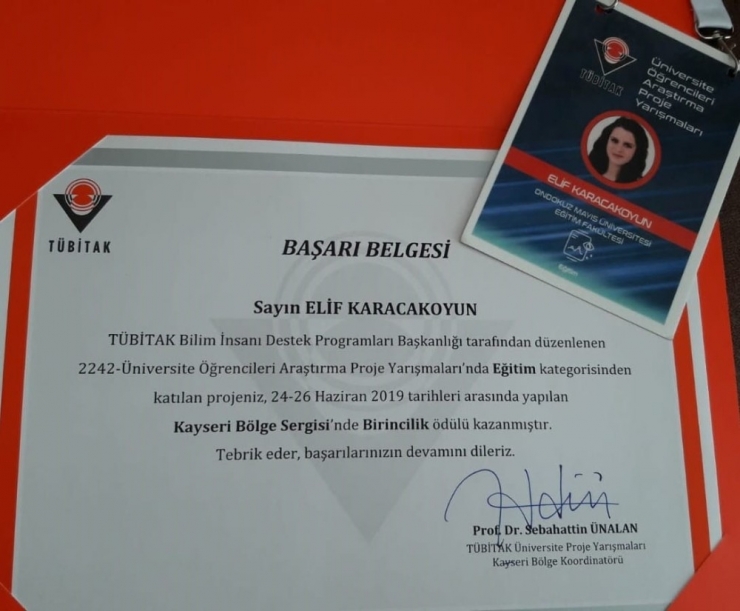 TÜBİTAK
Üniversite
Öğrencileri
Araştırma
Proje
Yarışmaları
ELİF KARACAKOYUN
ONDOKUZ MAYIS ÜNİVERSİTESİ
EĞİTİM FAKÜLTESİ
Eğitim
TÜBİTAK
BAŞARI BELGESİ
Sayın ELİF KARACAKOYUN
TÜBİTAK Bilim İnsanı Destek Programları Başkanlığı tarafından düzenlenen
2242-Üniversite Öğrencileri Araştırma Proje Yarışmaları'nda Eğitim kategorisinden
katılan projeniz, 24-26 Haziran 2019 tarihleri arasında yapılan
Kayseri Bölge Sergisi'nde Birincilik ödülü kazanmıştır.
Tebrik eder, başarılarınızın devamını dileriz.
Prof. Dr. Sebahattin ÜNALAN
TÜBİTAK Üniversite Proje Yarışmaları
Kayseri Bölge Koordinatörü